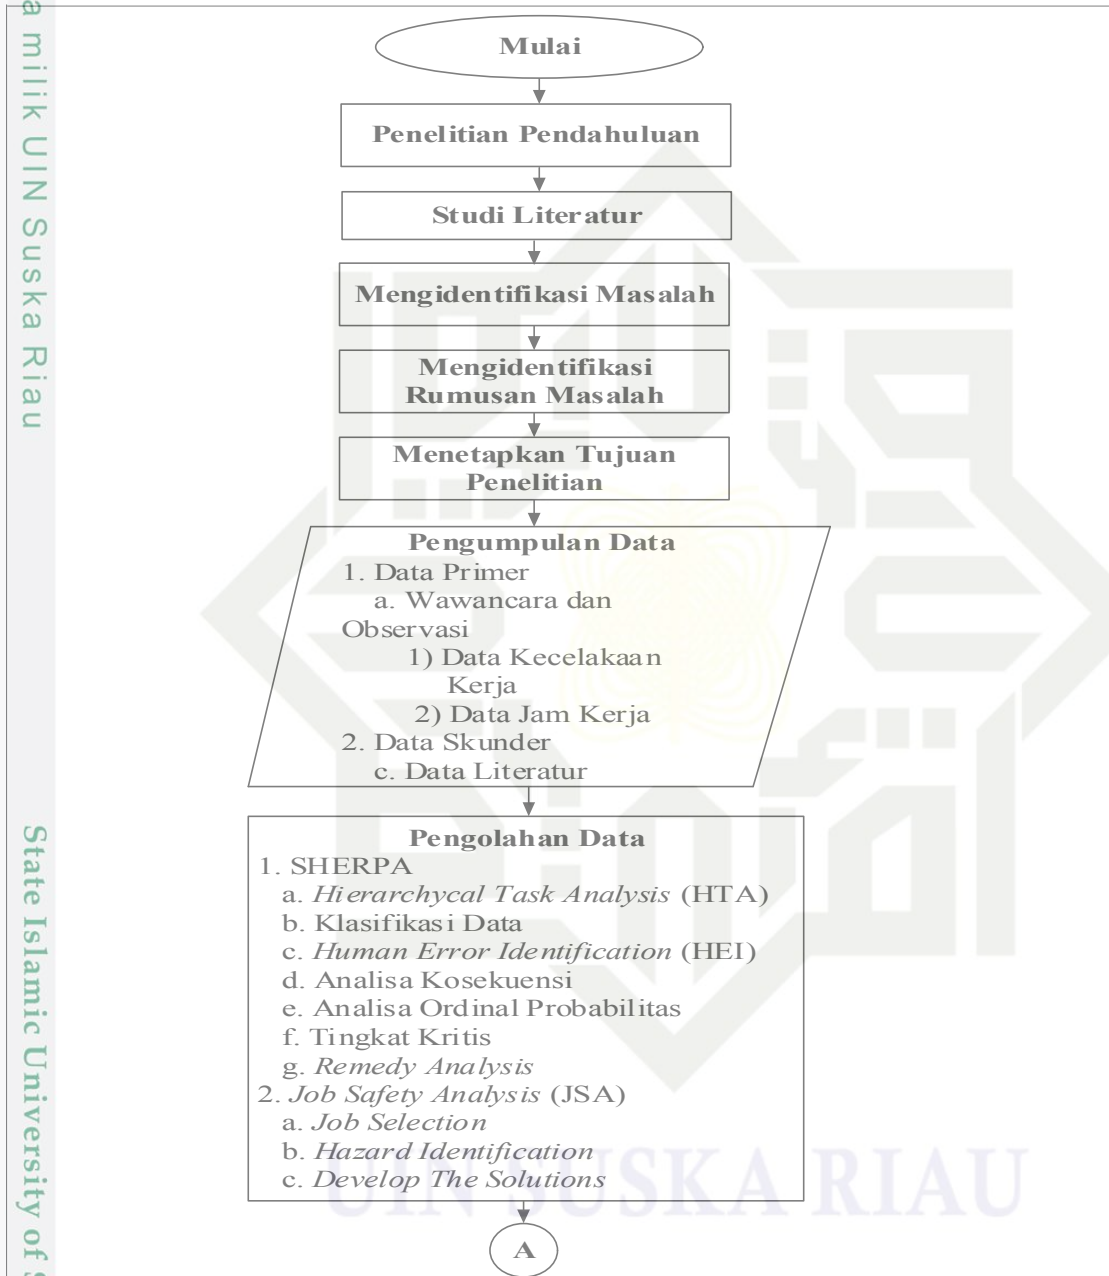 a milik UIN Suska Riau
State Islamic University of
Mulai
Penelitian Pendahuluan
Studi Literatur
Mengidentifikasi Masalah
Mengidentifikasi
Rumusan Masalah
Menetapkan Tujuan
Penelitian
Pengumpulan Data
1. Data Primer
a. Wawancara dan
Observasi
1) Data Kecelakaan
Kerja
2) Data Jam Kerja
2. Data Skunder
c. Data Literatur
Pengolahan Data
1. SHERPA
a. Hierarchycal Task Analysis (HTA)
b. Klasifikasi Data
c. Human Error Identification (HEI)
d. Analisa Kosekuensi
e. Analisa Ordinal Probabilitas
f. Tingkat Kritis
g. Remedy Analysis
2. Job Safety Analysis (JSA)
a. Job Selection
b. Hazard Identification
c. Develop The Solutions
UIN SUSKA RIAU
A